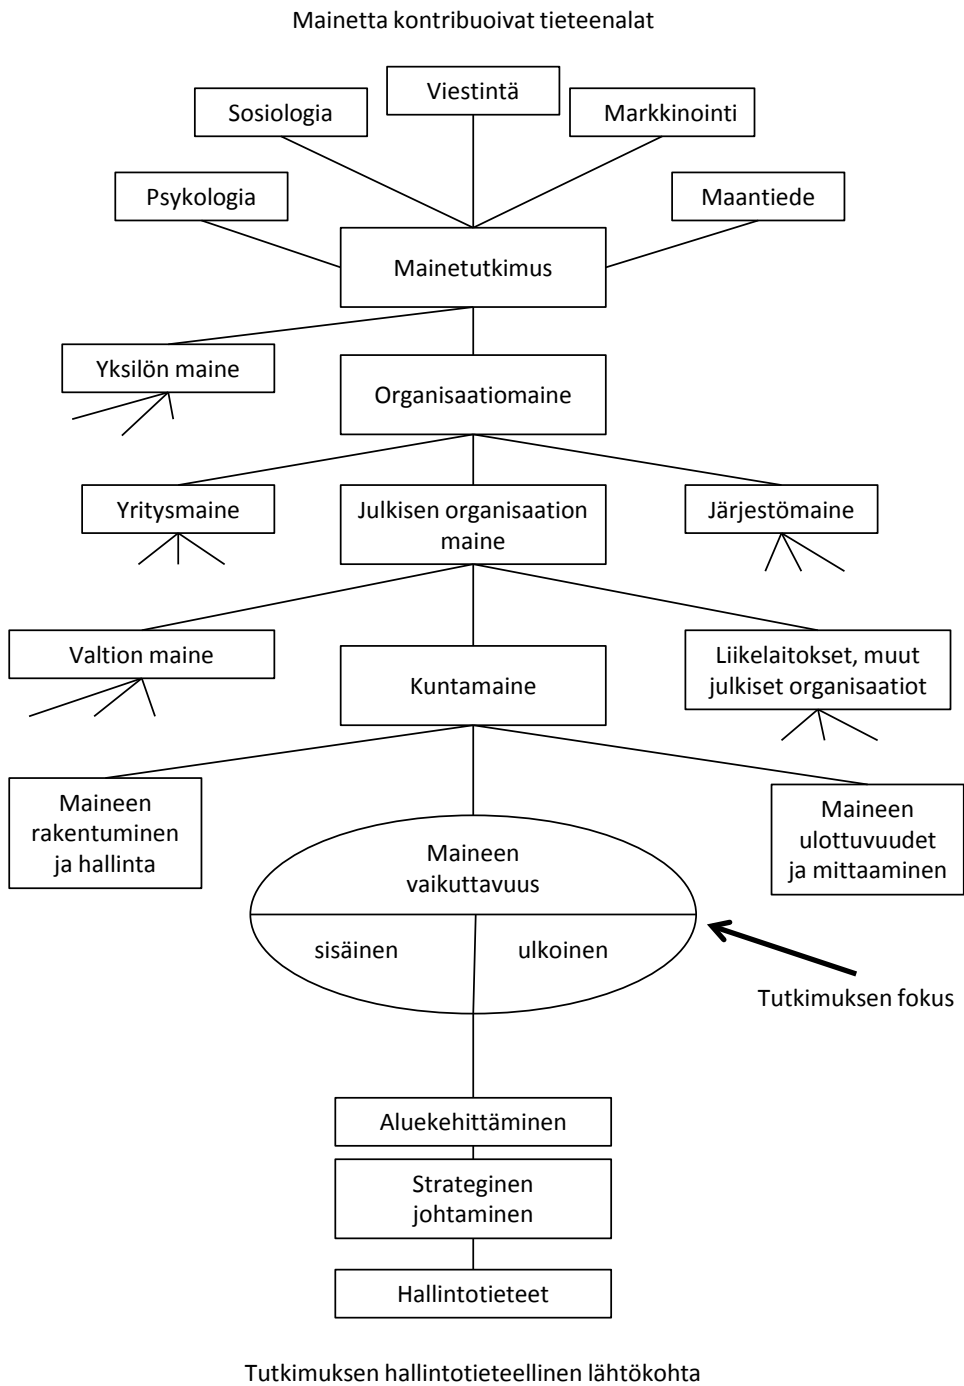 Mainetta kontribuoivat tieteenalat
Viestintä
Sosiologia
Markkinointi
Psykologia
Maantiede
Mainetutkimus
Yksilön maine
Organisaatiomaine
Yritysmaine
Julkisen organisaation
maine
Järjestömaine
Valtion maine
Kuntamaine
Liikelaitokset, muut
julkiset organisaatiot
Maineen
rakentuminen
ja hallinta
Maineen
vaikuttavuus
sisäinen
ulkoinen
Maineen
ulottuvuudet
ja mittaaminen
Tutkimuksen fokus
Aluekehittäminen
Strateginen
johtaminen
Hallintotieteet
Tutkimuksen hallintotieteellinen lähtökohta